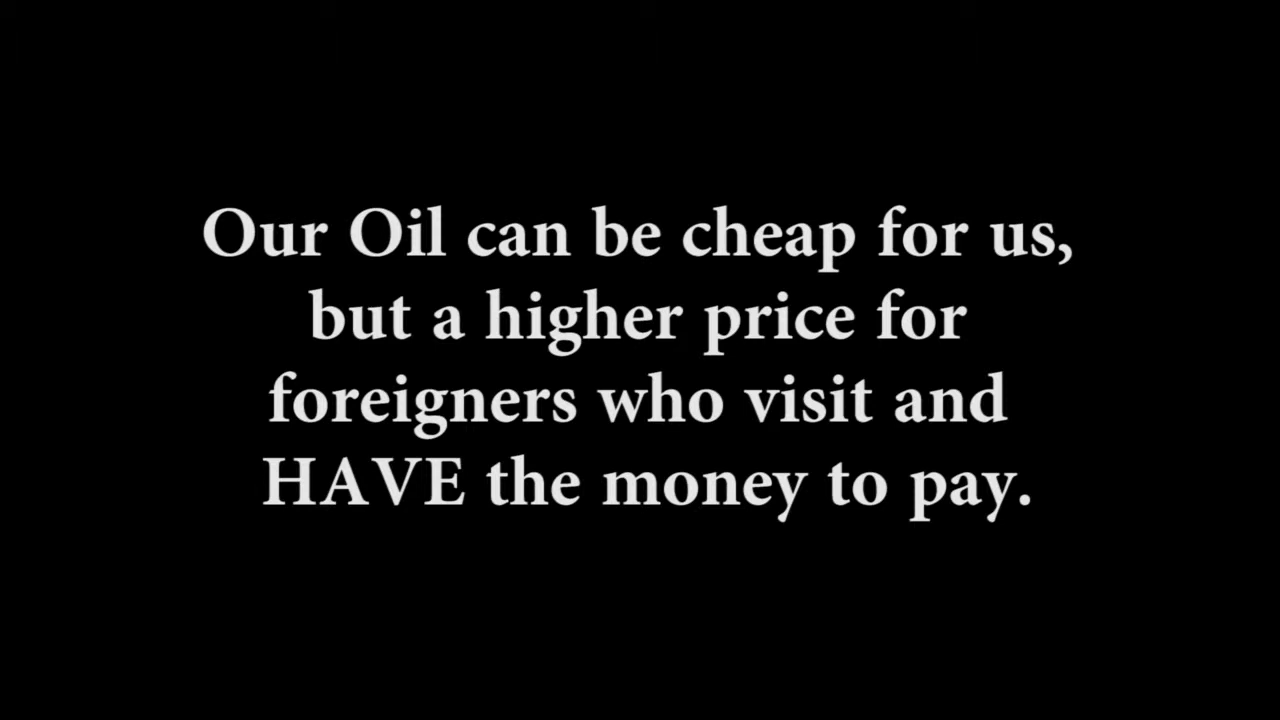 Our Oil can be cheap for us,
but a higher price for
foreigners who visit and
HAVE the money to pay.